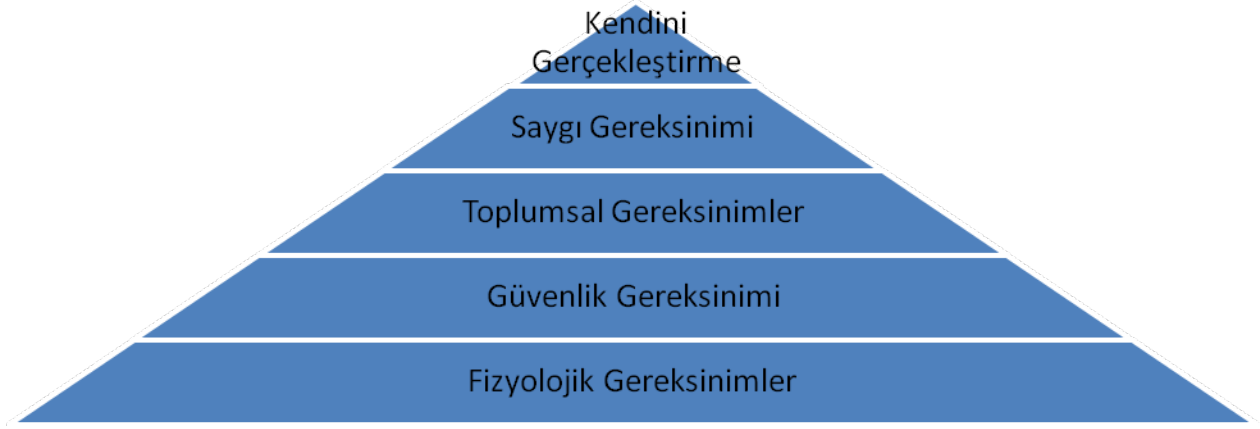 Kendini
Gerçekleştirme
Saygı Gereksinimi
Toplumsal Gereksinimler
Güvenlik Gereksinimi
Fizyolojik Gereksinimler